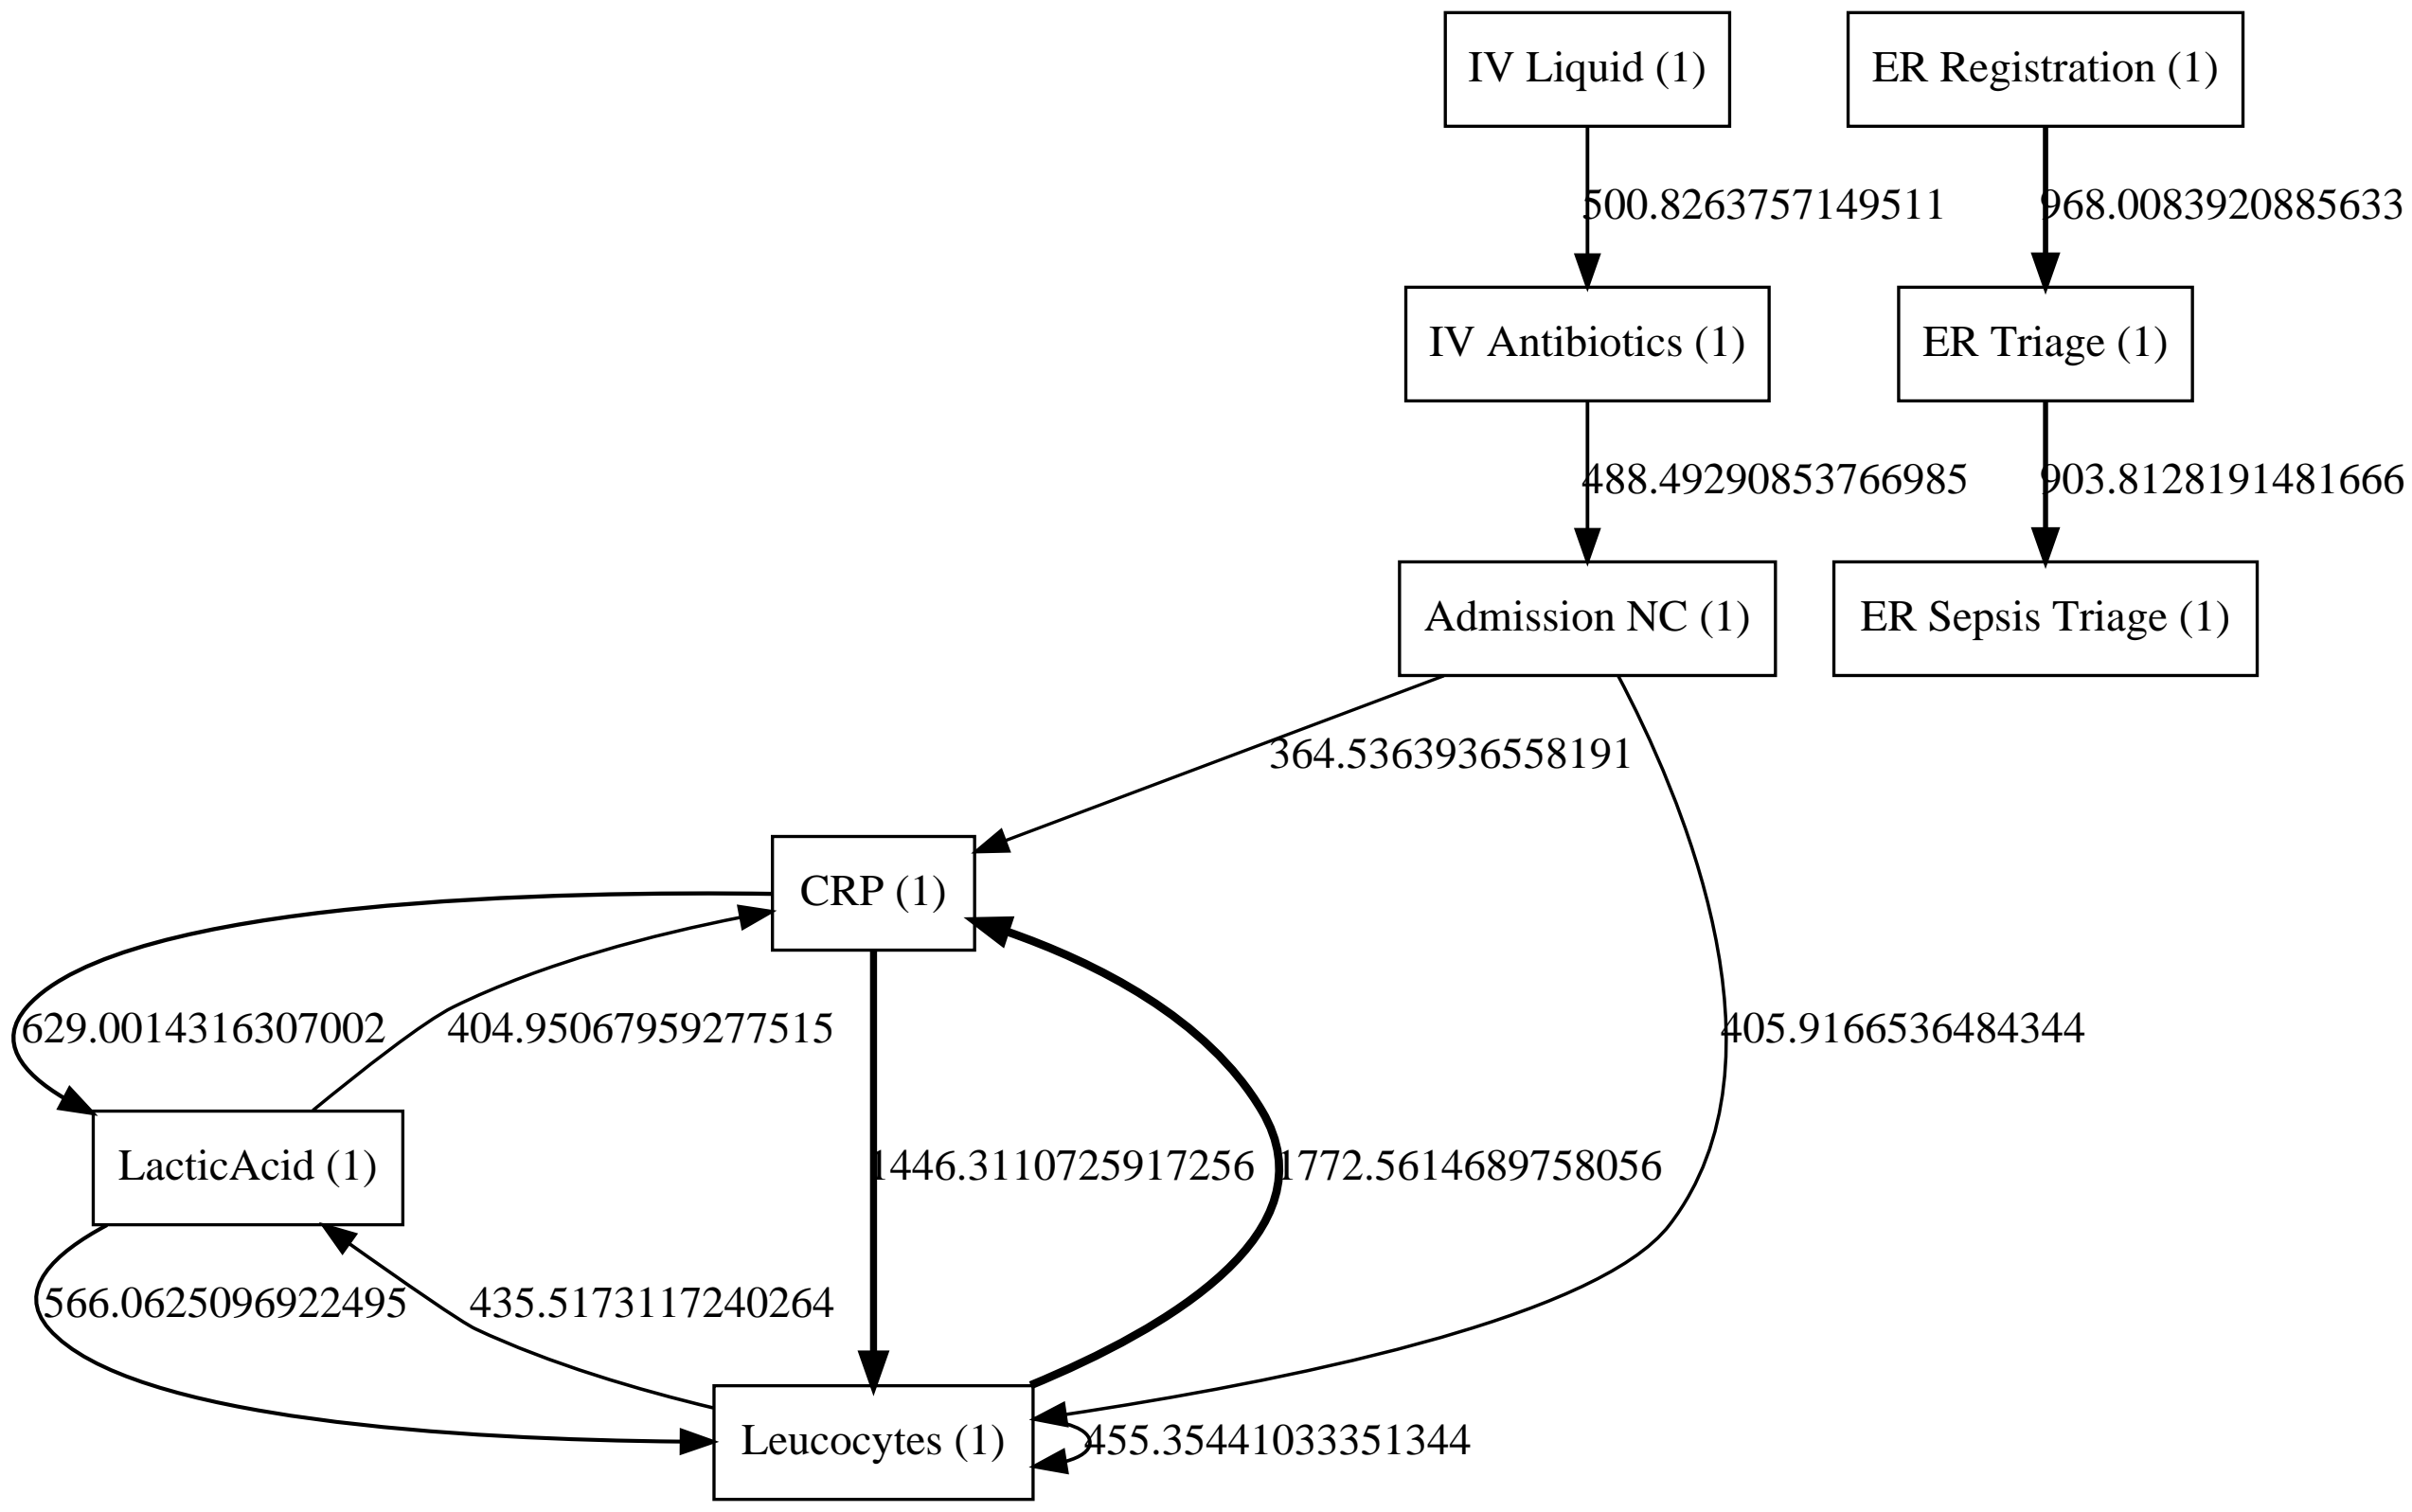 IV Liquid (1)
ER Registration (1)
500.8263757149511
968.0083920885633
IV Antibiotics (1)
ER Triage (1)
488.49290853766985
903.8128191481666
Admission NC (1)
ER Sepsis Triage (1)
364.5363936558191
CRP (1)
629.0014316307002
404.95067959277515
405.9166536484344
LacticAcid (1)
1446.3110725917256
1772.5614689758056
566.0625096922495
435.5173117240264
Leucocytes (1)
455.35441033351344